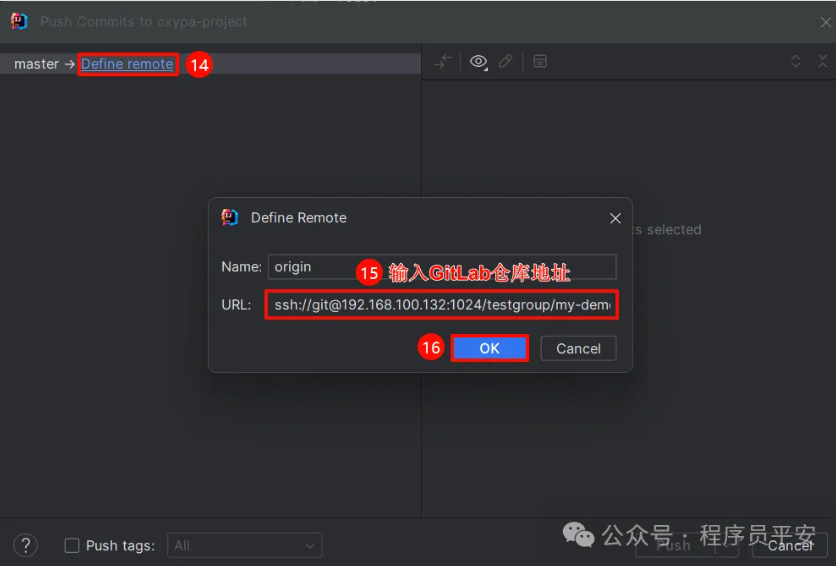 Push Commits to cxypa-project
master → Define remote 14
Define Remote
ts selected
Name: origin
15 输入GitLab仓库地址
URL: ssh://git@192.168.100.132:1024/testgroup/my-dem
16 OK Cancel
? Push tags: All
Push Cancel
公众号 · 程序员平安